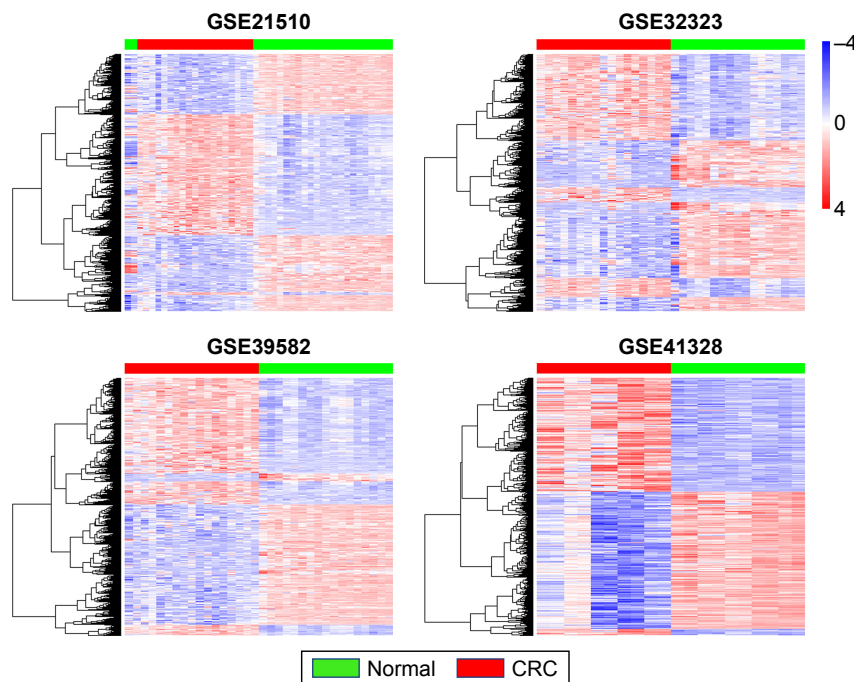 GSE21510
GSE32323
–4
0
4
GSE39582
GSE41328
Normal
CRC